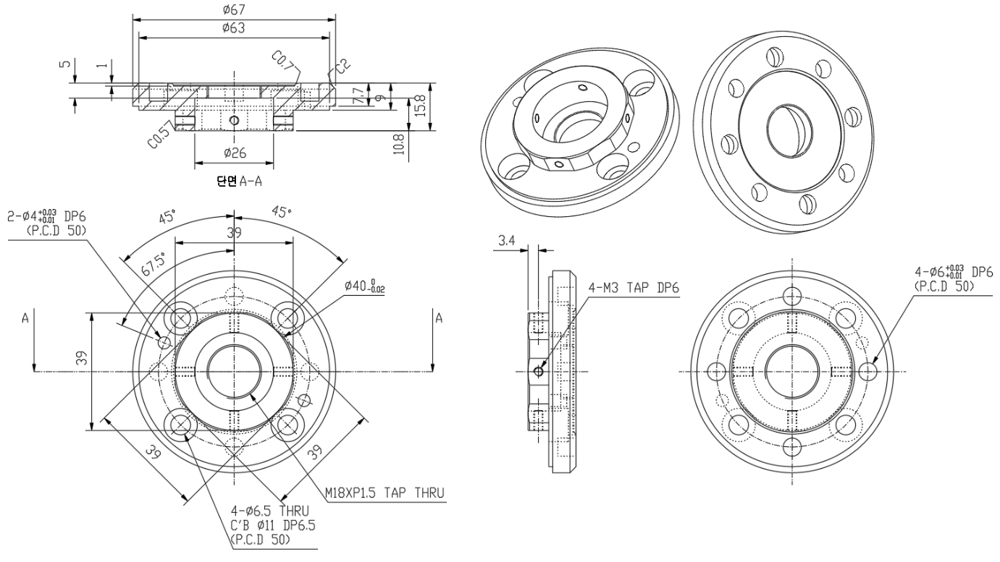 Ø67
Ø63
5
1
C0.7
C2
7.7
9
15.8
10.8
C0.57
Ø26
단면 A-A
2-Ø4 +0.03 +0.01 DP6
(P.C.D 50)
45°
45°
39
67.5°
Ø40 0 -0.02
A
A
39
39
39
M18XP1.5 TAP THRU
4-Ø6.5 THRU
C'B Ø11 DP6.5
(P.C.D 50)
3.4
4-M3 TAP DP6
4-Ø6 +0.03 +0.01 DP6
(P.C.D 50)